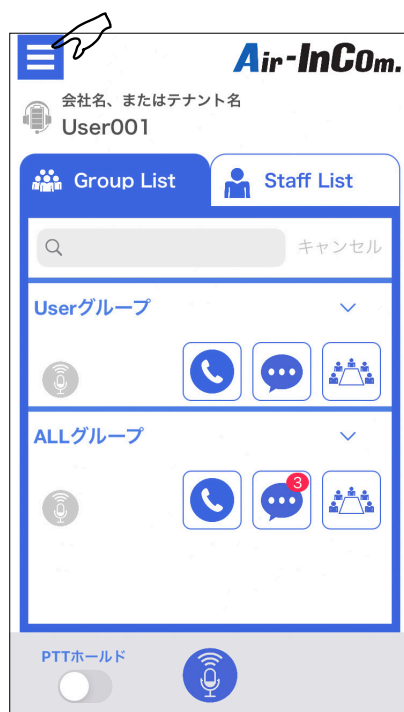 Air-InCom.
会社名、またはテナント名
User001
Group List
Staff List
キャンセル
Userグループ
ALLグループ
3
PTTホールド